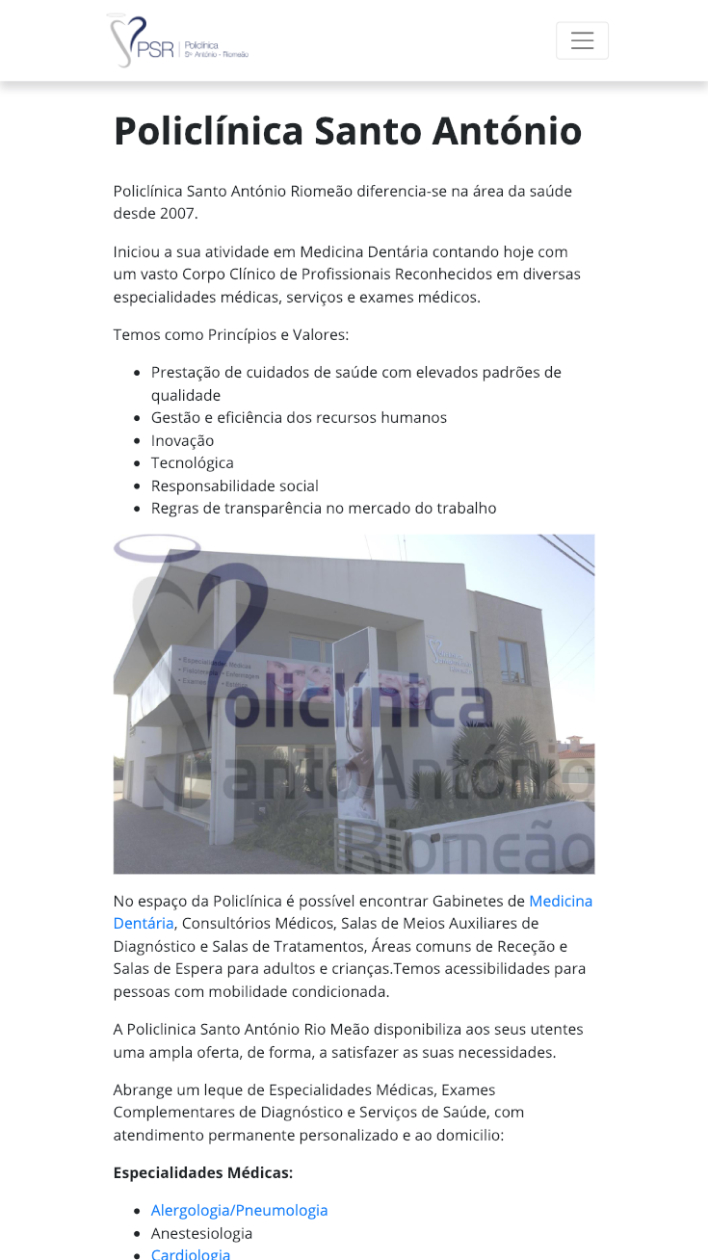 PSR
Policlínica
Stº António - Riomeão
Policlínica Santo António
Policlínica Santo António Riomeão diferencia-se na área da saúde
desde 2007.
Iniciou a sua atividade em Medicina Dentária contando hoje com
um vasto Corpo Clínico de Profissionais Reconhecidos em diversas
especialidades médicas, serviços e exames médicos.
Temos como Princípios e Valores:
Prestação de cuidados de saúde com elevados padrões de
qualidade
Gestão e eficiência dos recursos humanos
Inovação
Tecnológica
Responsabilidade social
Regras de transparência no mercado do trabalho
• Especialidades Médicas
Policlínica
Santo António
Riomeão
No espaço da Policlínica é possível encontrar Gabinetes de Medicina
Dentária, Consultórios Médicos, Salas de Meios Auxiliares de
Diagnóstico e Salas de Tratamentos, Áreas comuns de Receção e
Salas de Espera para adultos e crianças.Temos acessibilidades para
pessoas com mobilidade condicionada.
A Policlinica Santo António Rio Meão disponibiliza aos seus utentes
uma ampla oferta, de forma, a satisfazer as suas necessidades.
Abrange um leque de Especialidades Médicas, Exames
Complementares de Diagnóstico e Serviços de Saúde, com
atendimento permanente personalizado e ao domicilio:
Especialidades Médicas:
Alergologia/Pneumologia
Anestesiologia
Cardiologia